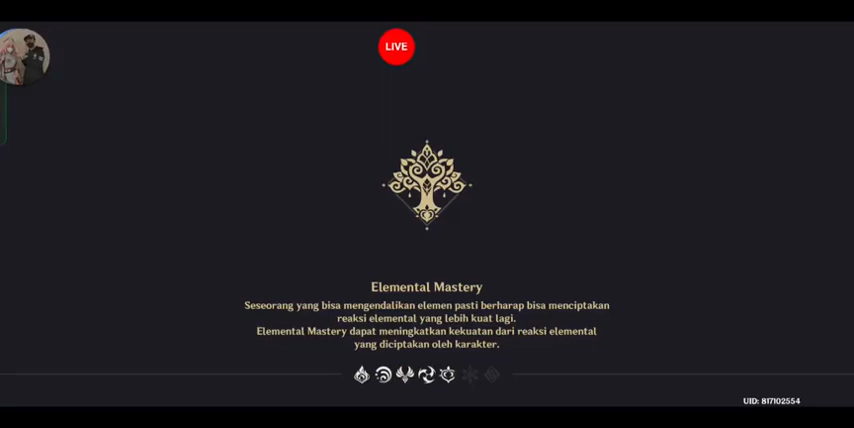 LIVE
Elemental Mastery
Seseorang yang bisa mengendalikan elemen pasti berharap bisa menciptakan
reaksi elemental yang lebih kuat lagi.
Elemental Mastery dapat meningkatkan kekuatan dari reaksi elemental
yang diciptakan oleh karakter.
UID: 817102554